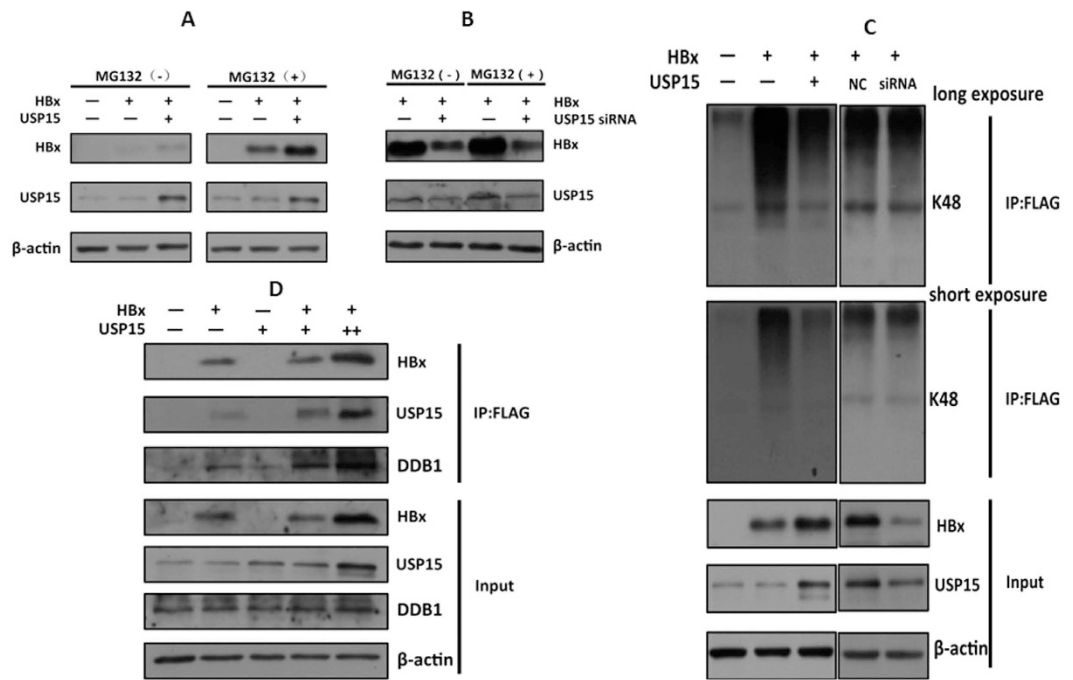 A
MG132 (-) MG132 (+)
HBx — + + — + +
USP15 — — + — — +
HBx
USP15
β-actin
B
MG132 (-) MG132 (+)
+ + + + HBx
— + — + USP15 siRNA
HBx
USP15
β-actin
C
HBx — + + + +
USP15 — — + NC siRNA
long exposure
K48 IP:FLAG
short exposure
K48 IP:FLAG
HBx
USP15 Input
β-actin
D
HBx — + — + +
USP15 — — + + ++
HBx
USP15 IP:FLAG
DDB1
HBx
USP15
Input
DDB1
β-actin